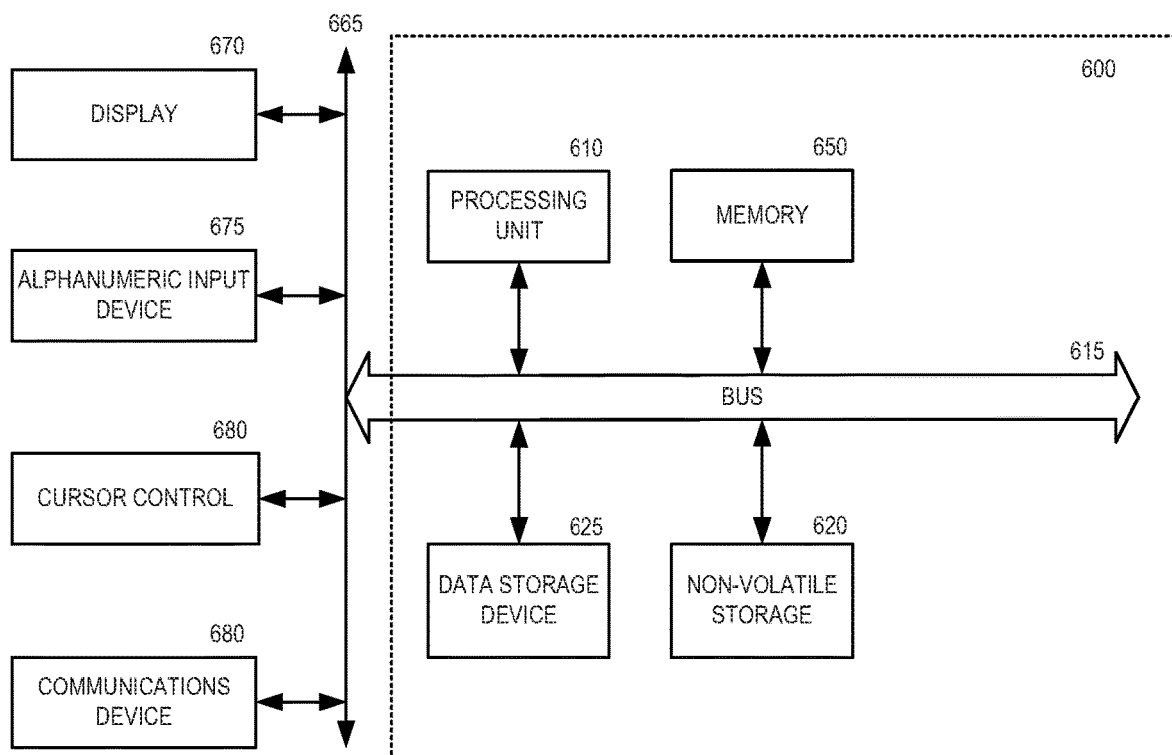 665
670
600
DISPLAY
610
650
PROCESSING
UNIT
MEMORY
675
ALPHANUMERIC INPUT
DEVICE
615
BUS
680
CURSOR CONTROL
625
620
DATA STORAGE
DEVICE
NON-VOLATILE
STORAGE
680
COMMUNICATIONS
DEVICE